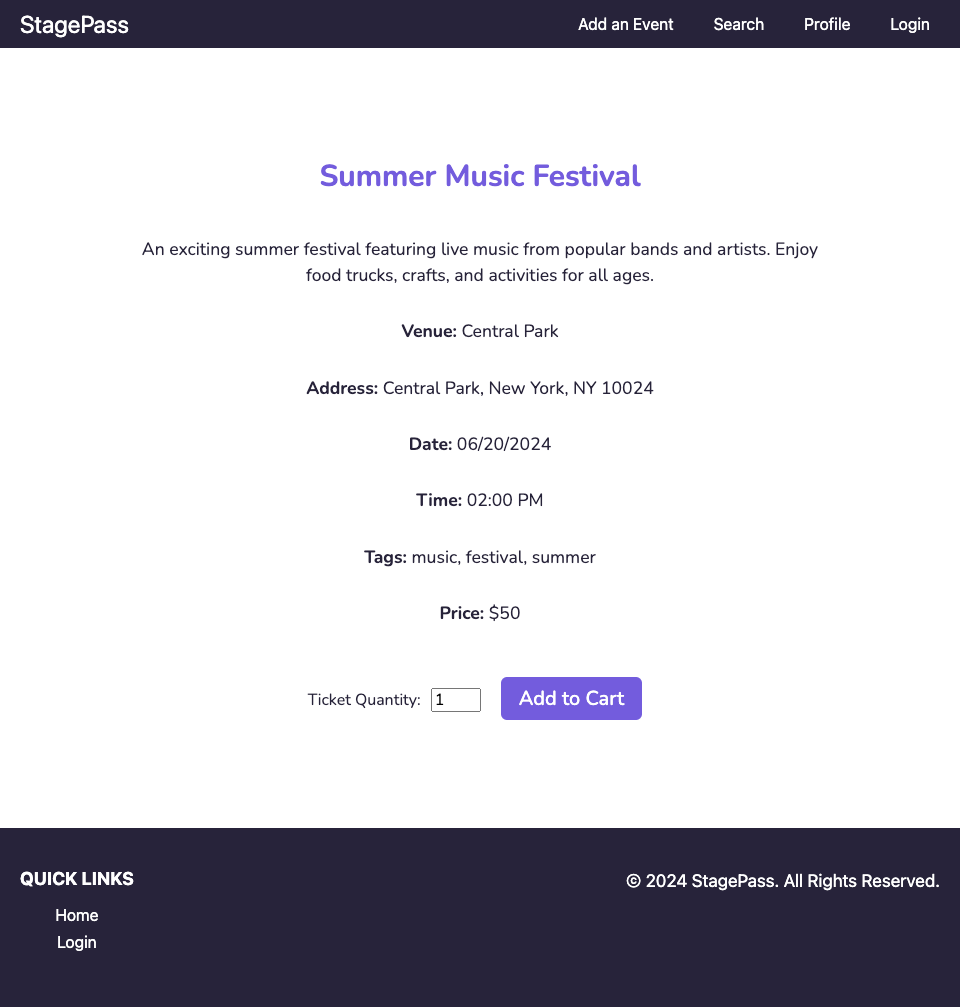 StagePass
Add an Event
Search
Profile
Login
Summer Music Festival
An exciting summer festival featuring live music from popular bands and artists. Enjoy
food trucks, crafts, and activities for all ages.
Venue: Central Park
Address: Central Park, New York, NY 10024
Date: 06/20/2024
Time: 02:00 PM
Tags: music, festival, summer
Price: $50
Ticket Quantity: 1
Add to Cart
QUICK LINKS
Home
Login
© 2024 StagePass. All Rights Reserved.